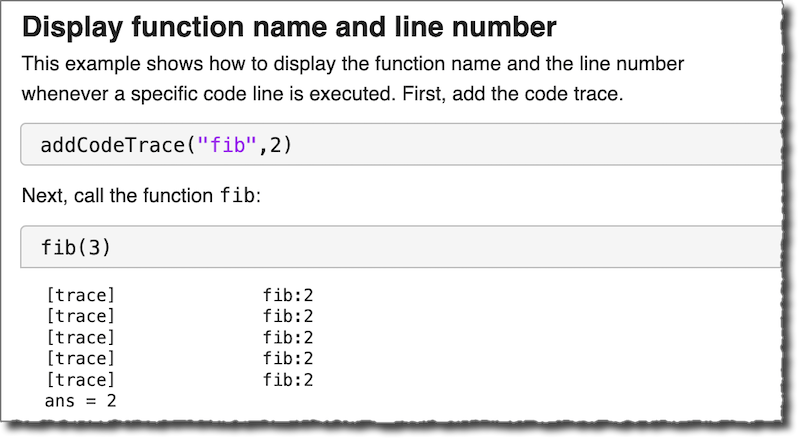 Display function name and line number
This example shows how to display the function name and the line number
whenever a specific code line is executed. First, add the code trace.
addCodeTrace("fib",2)
Next, call the function fib:
fib(3)
[trace] fib:2
[trace] fib:2
[trace] fib:2
[trace] fib:2
[trace] fib:2
ans = 2